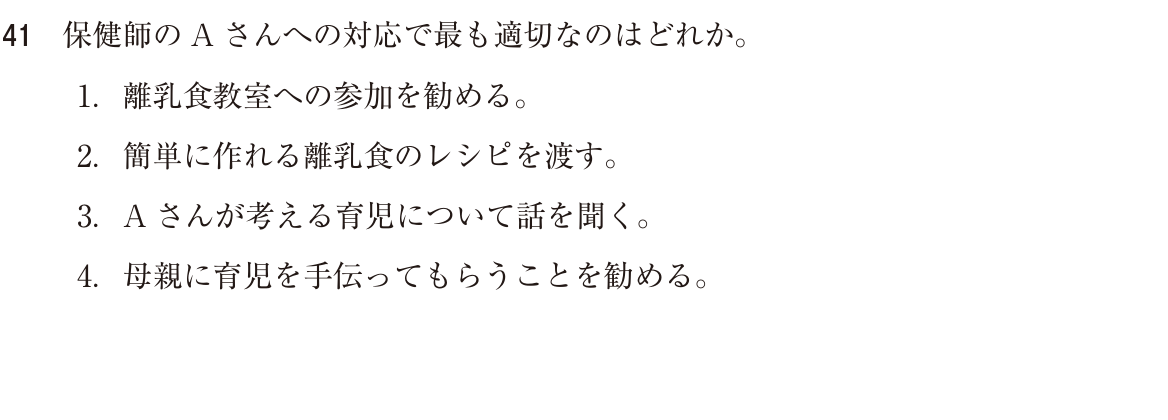 41 保健師の A さんへの対応で最も適切なのはどれか。
1. 離乳食教室への参加を勧める。
2. 簡単に作れる離乳食のレシピを渡す。
3. A さんが考える育児について話を聞く。
4. 母親に育児を手伝ってもらうことを勧める。